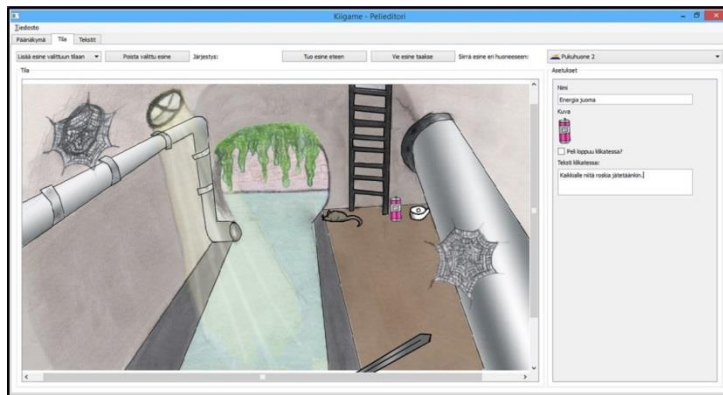 Kiigame - Pelieditori
Tiedosto
Päänäkymä Tila Tekstit
Lisää esine valittuun tilaan Poista valittu esine Järjestys: Tuo esine eteen Vie esine taakse Siirrä esine eri huoneeseen: Pukuhuone 2
Tila Asetukset
Nimi
Energia juoma
Kuva
Peli loppuu klikatessa?
Teksti klikatessa:
Kaikkialle niitä roskia jätetäänkin.